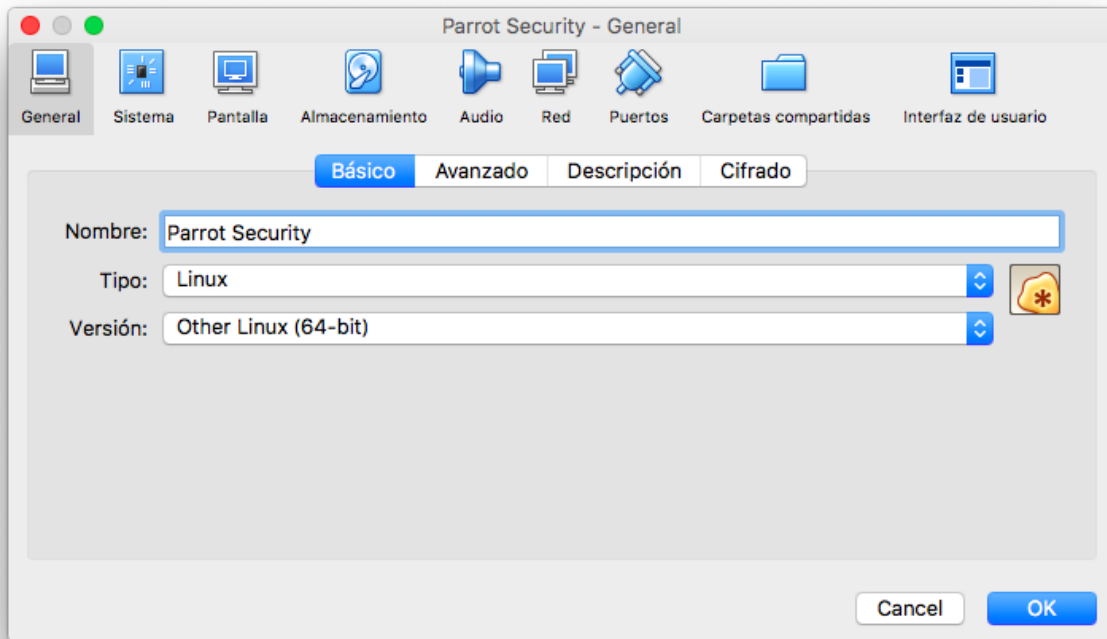 Parrot Security - General
General Sistema Pantalla Almacenamiento Audio Red Puertos Carpetas compartidas Interfaz de usuario
Básico Avanzado Descripción Cifrado
Nombre: Parrot Security
Tipo: Linux
Versión: Other Linux (64-bit)
Cancel OK